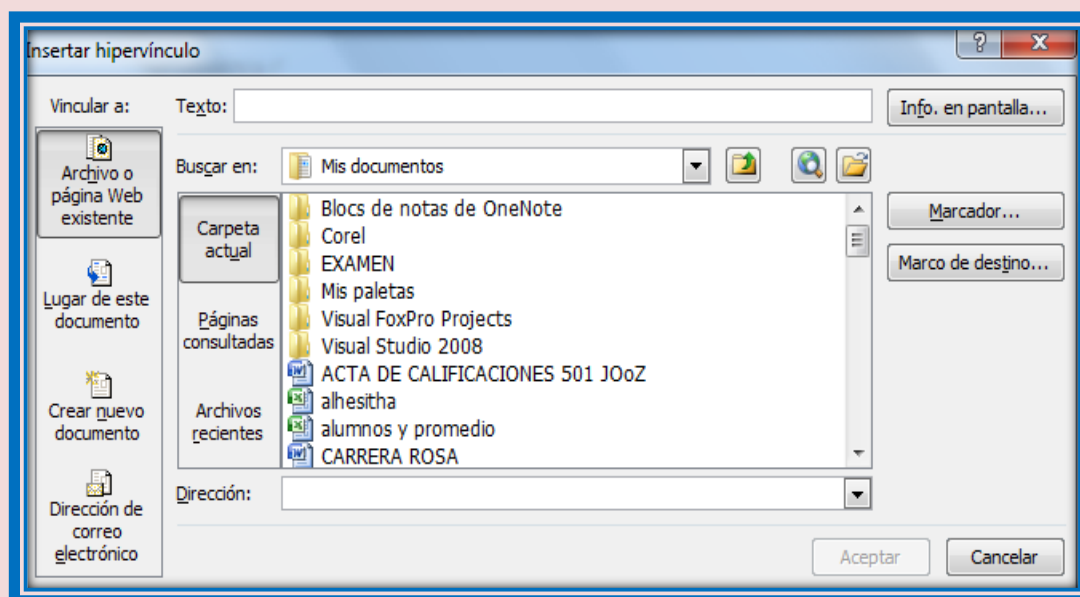 Insertar hipervínculo
Vincular a:
Texto:
Info. en pantalla...
Archivo o
página Web
existente
Lugar de este
documento
Crear nuevo
documento
Dirección de
correo
electrónico
Buscar en:
Mis documentos
Carpeta
actual
Páginas
consultadas
Archivos
recientes
Blocs de notas de OneNote
Corel
EXAMEN
Mis paletas
Visual FoxPro Projects
Visual Studio 2008
ACTA DE CALIFICACIONES 501 JOoZ
alhesitha
alumnos y promedio
CARRERA ROSA
Marcador...
Marco de destino...
Dirección:
Aceptar
Cancelar